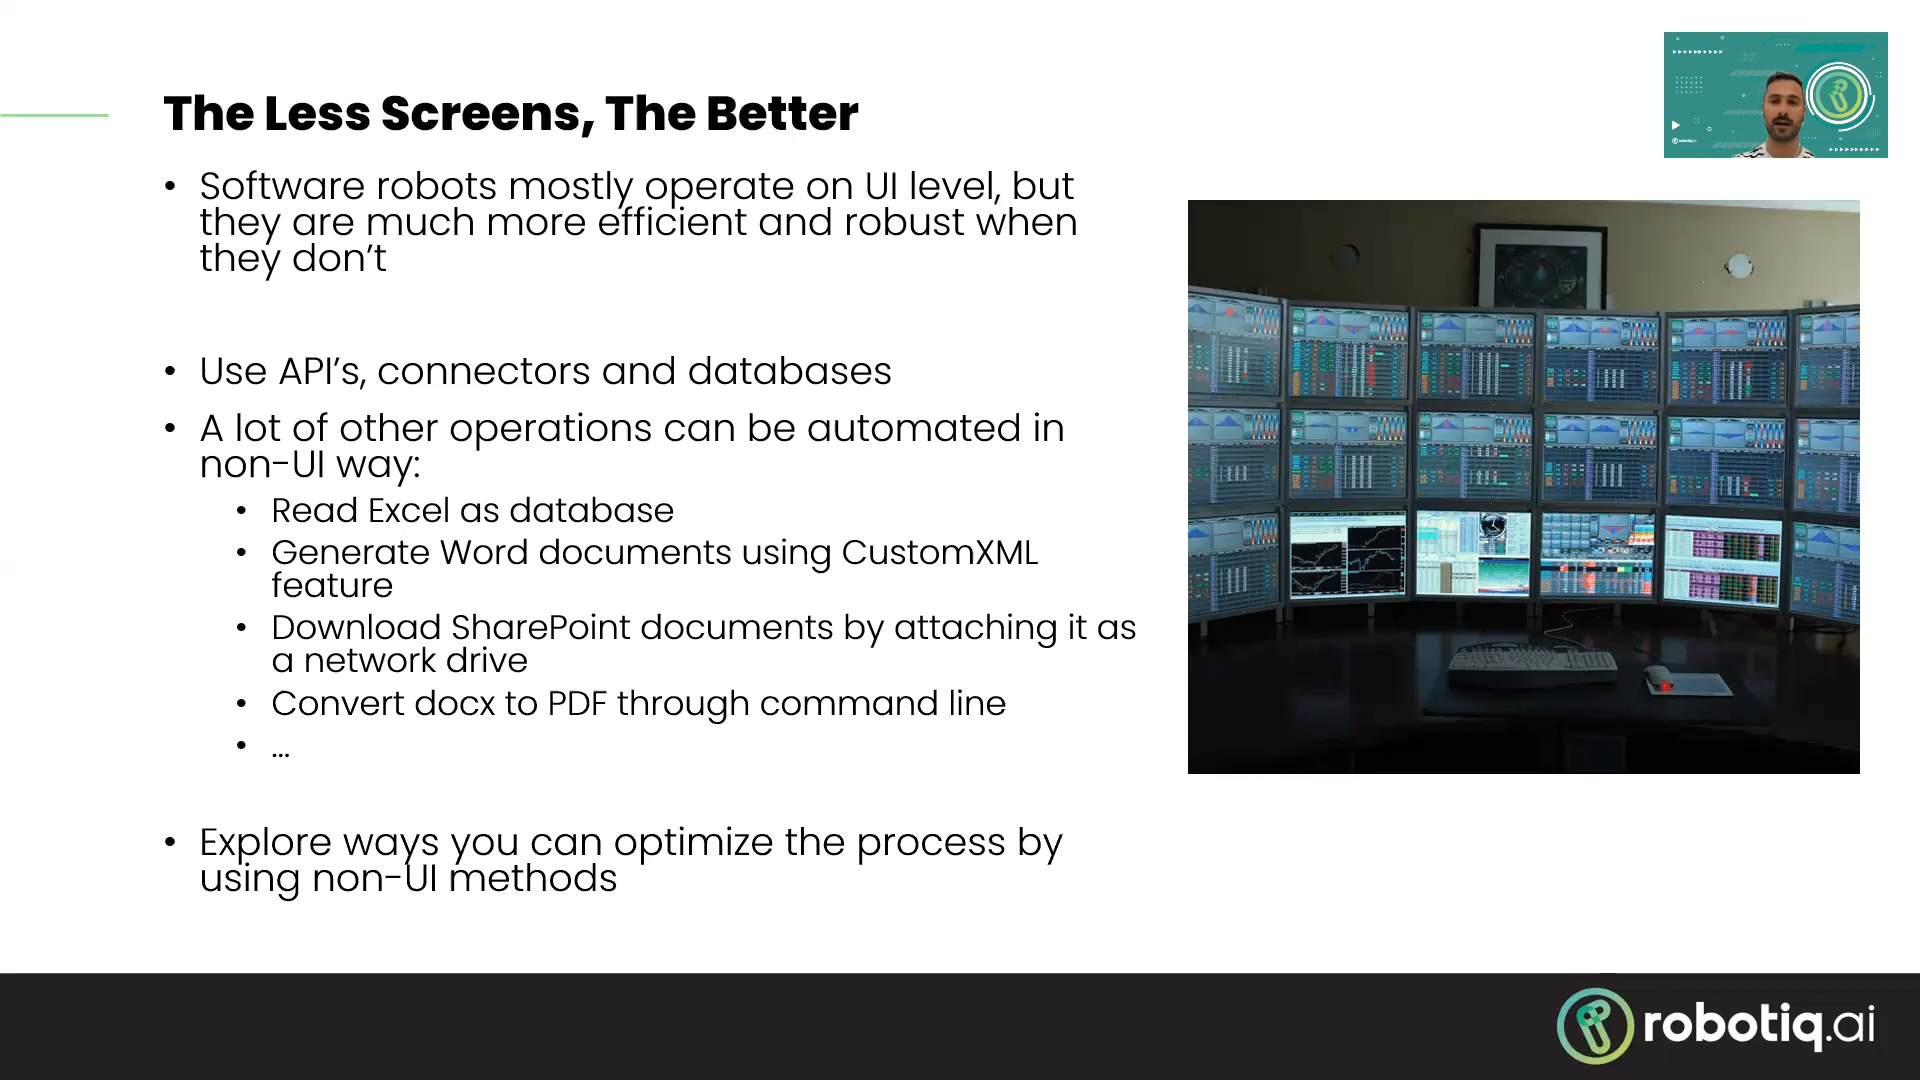 The Less Screens, The Better
• Software robots mostly operate on UI level, but
they are much more efficient and robust when
they don’t
• Use API’s, connectors and databases
• A lot of other operations can be automated in
non-UI way:
• Read Excel as database
• Generate Word documents using CustomXML
feature
• Download SharePoint documents by attaching it as
a network drive
• Convert docx to PDF through command line
• ...
• Explore ways you can optimize the process by
using non-UI methods
robotiq.ai